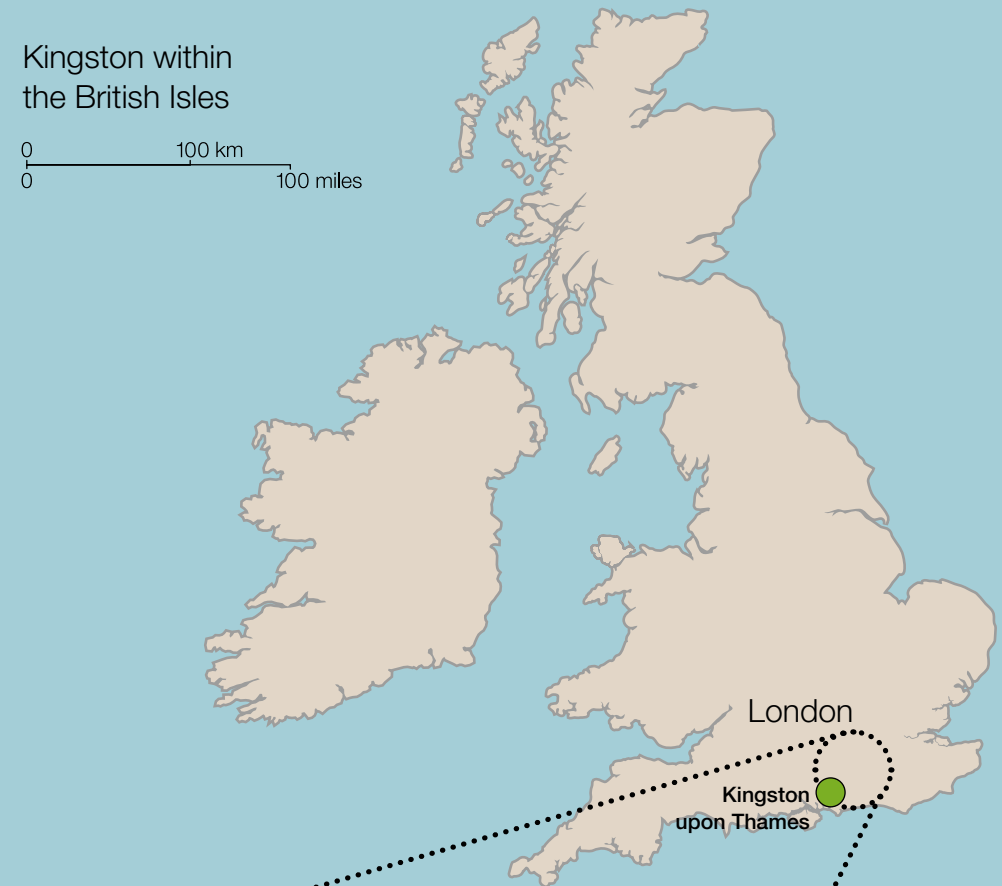 Kingston within
the British Isles
0 100 km
0 100 miles
London
Kingston
upon Thames